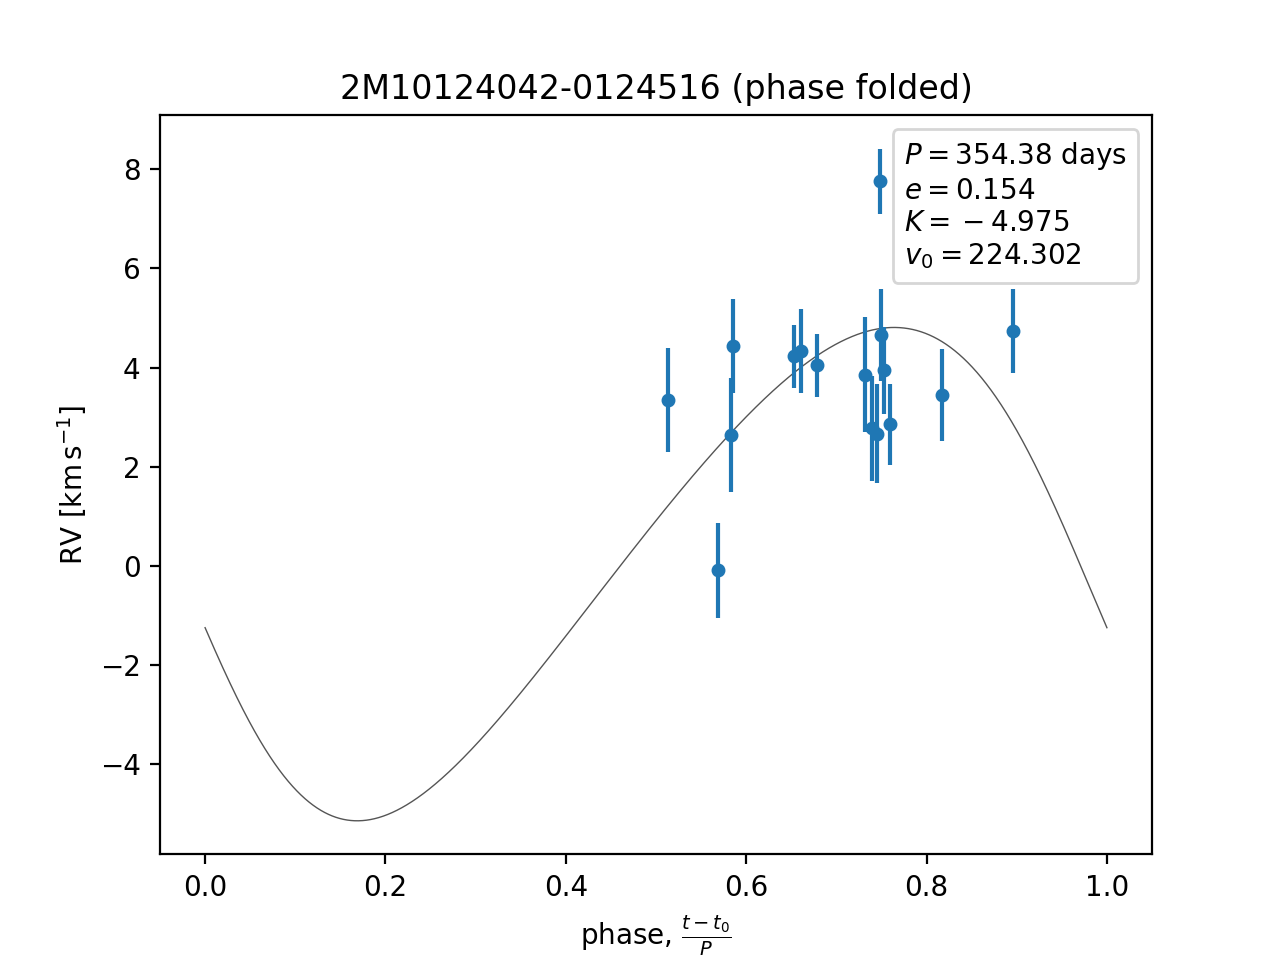 2M10124042-0124516 (phase folded)
P = 354.38 days
e = 0.154
K = −4.975
v₀ = 224.302
8
6
4
2
0
−2
−4
RV [km s⁻¹]
0.0 0.2 0.4 0.6 0.8 1.0
phase, (t − t₀)/P